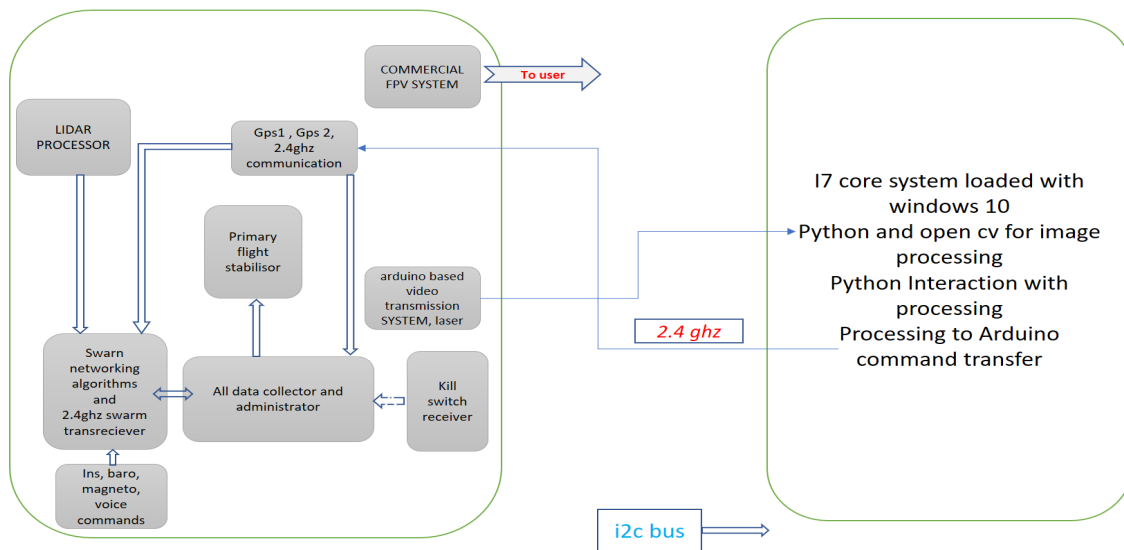 COMMERCIAL
FPV SYSTEM
To user
LIDAR
PROCESSOR
Gps1 , Gps 2,
2.4ghz
communication
Primary
flight
stabilisor
arduino based
video
transmission
SYSTEM, laser
Swarn
networking
algorithms
and
2.4ghz swarm
transreciever
All data collector and
administrator
Kill
switch
receiver
Ins, baro,
magneto,
voice
commands
2.4 ghz
I7 core system loaded with
windows 10
Python and open cv for image
processing
Python Interaction with
processing
Processing to Arduino
command transfer
i2c bus